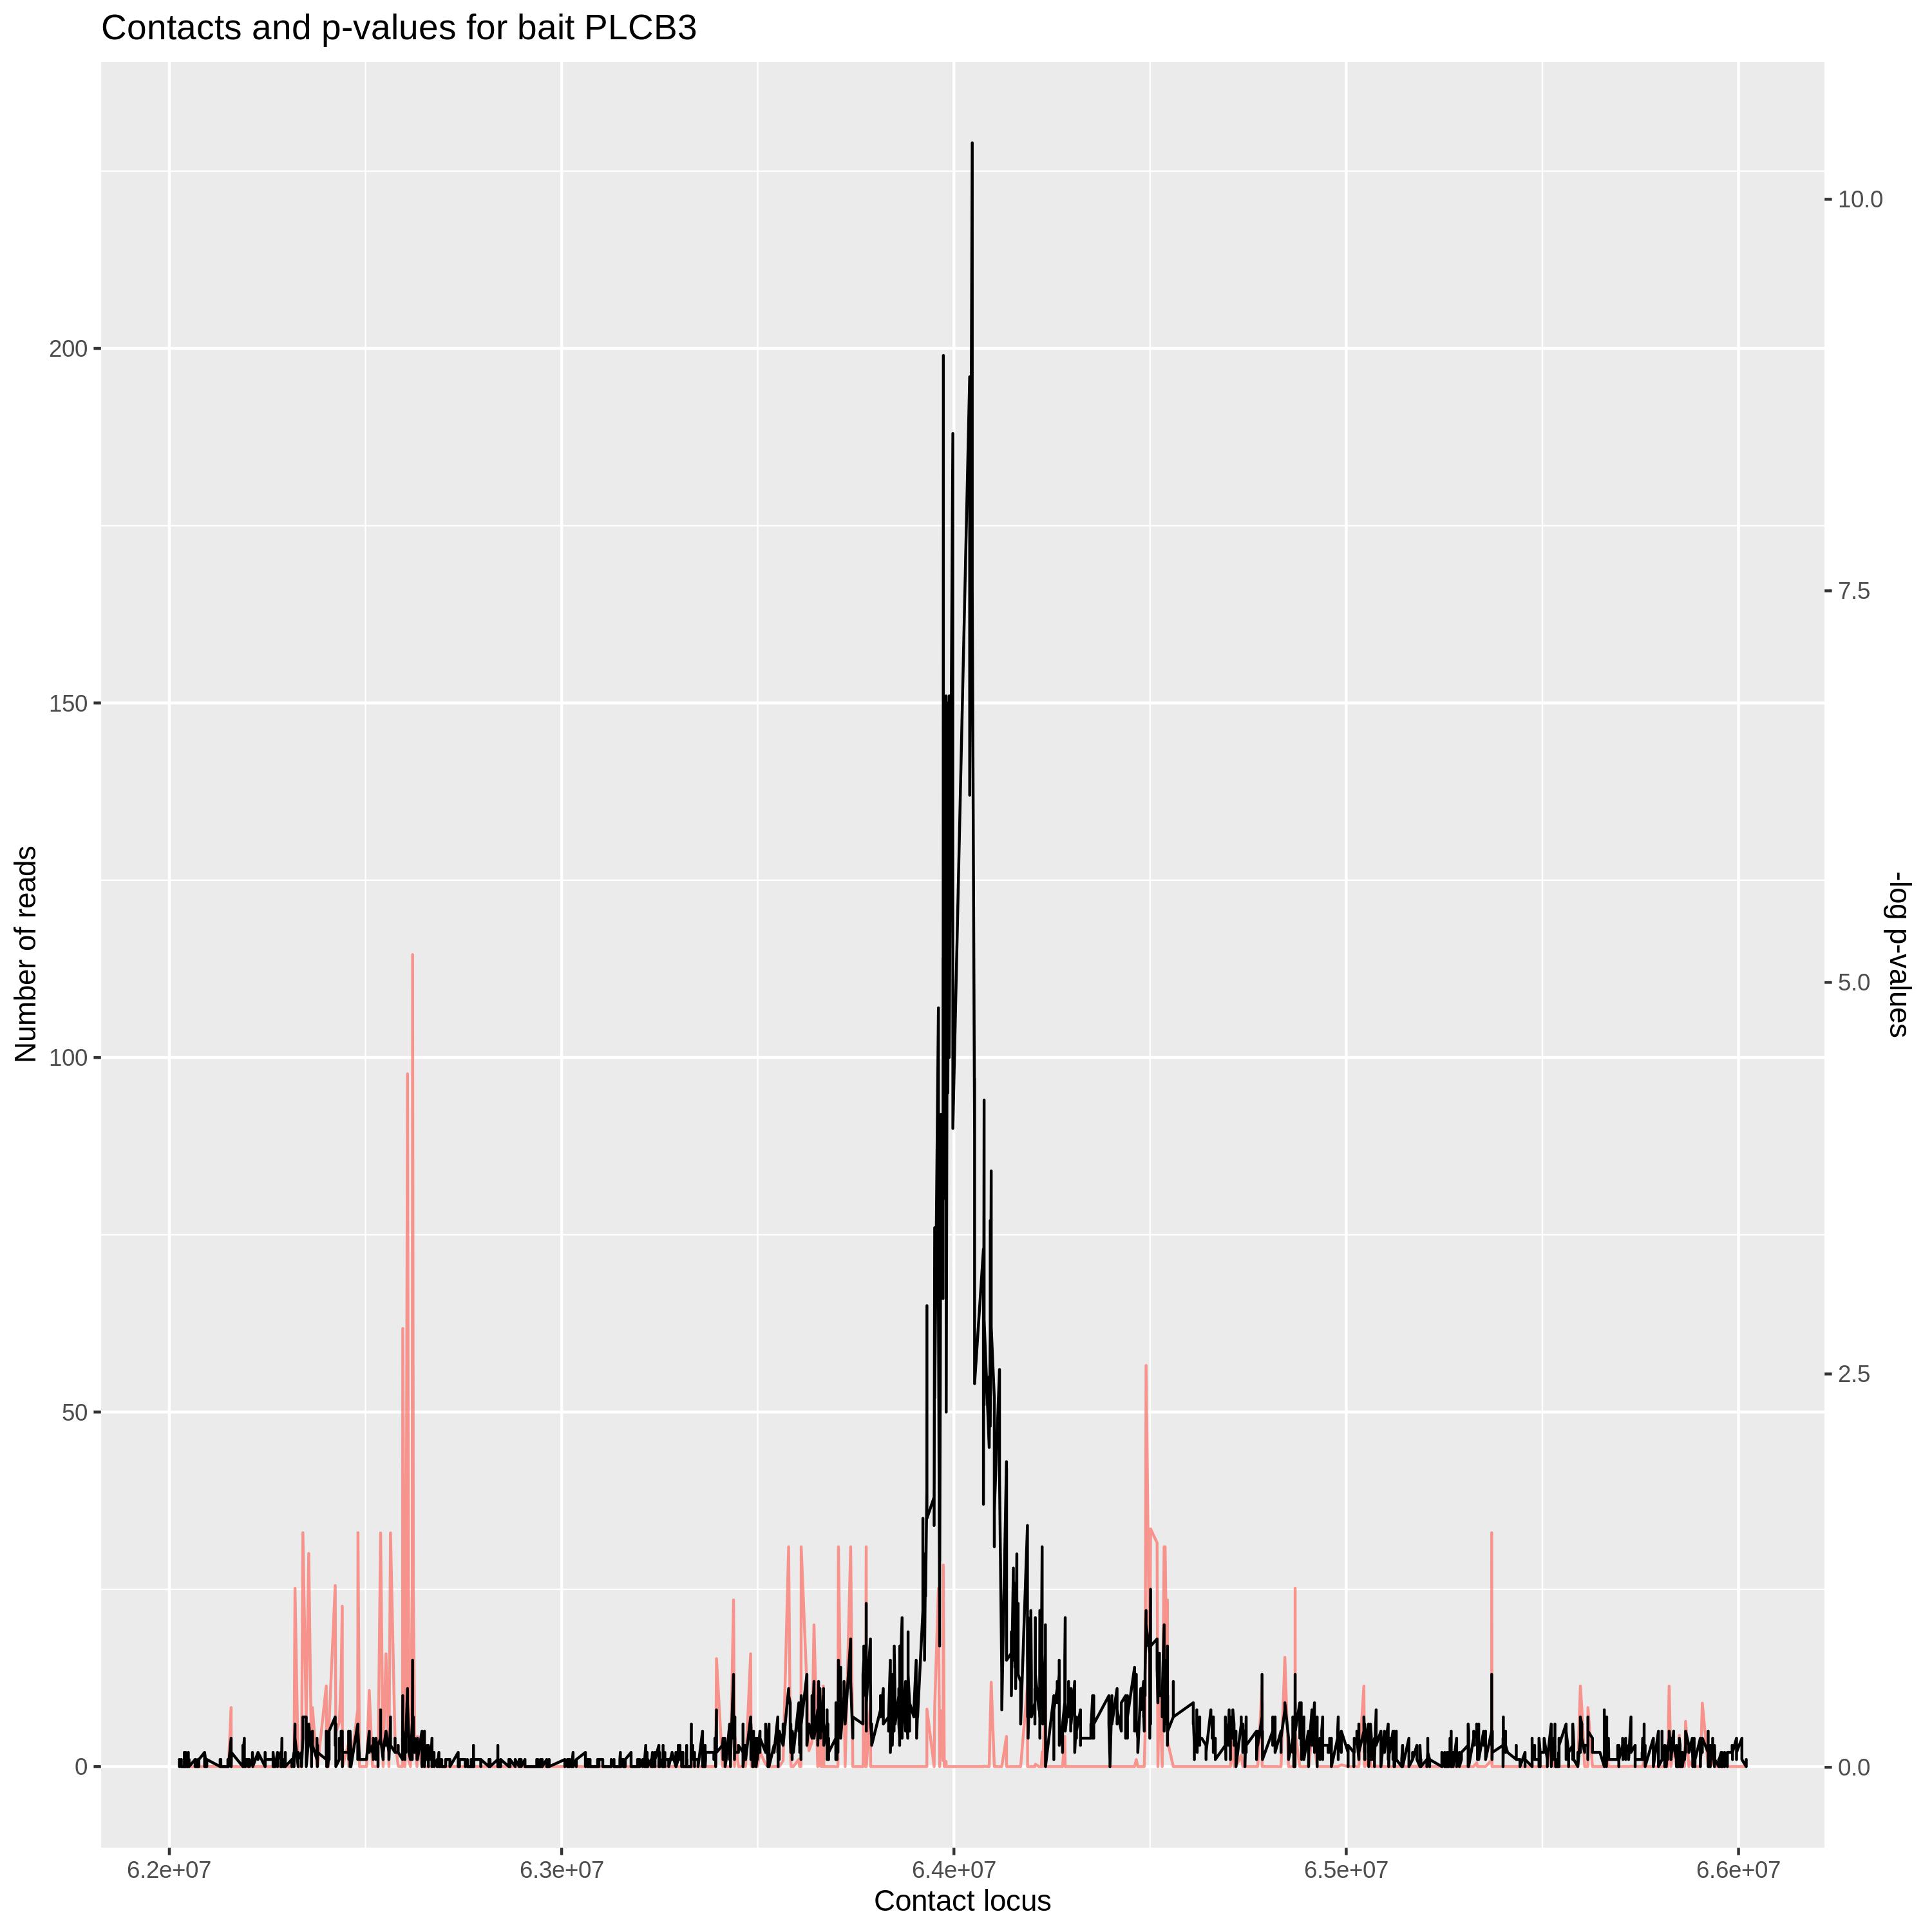 Contacts and p-values for bait PLCB3
Number of reads
200
150
100
50
0
10.0
7.5
5.0
2.5
0.0
-log p-values
6.2e+07
6.3e+07
6.4e+07
6.5e+07
6.6e+07
Contact locus